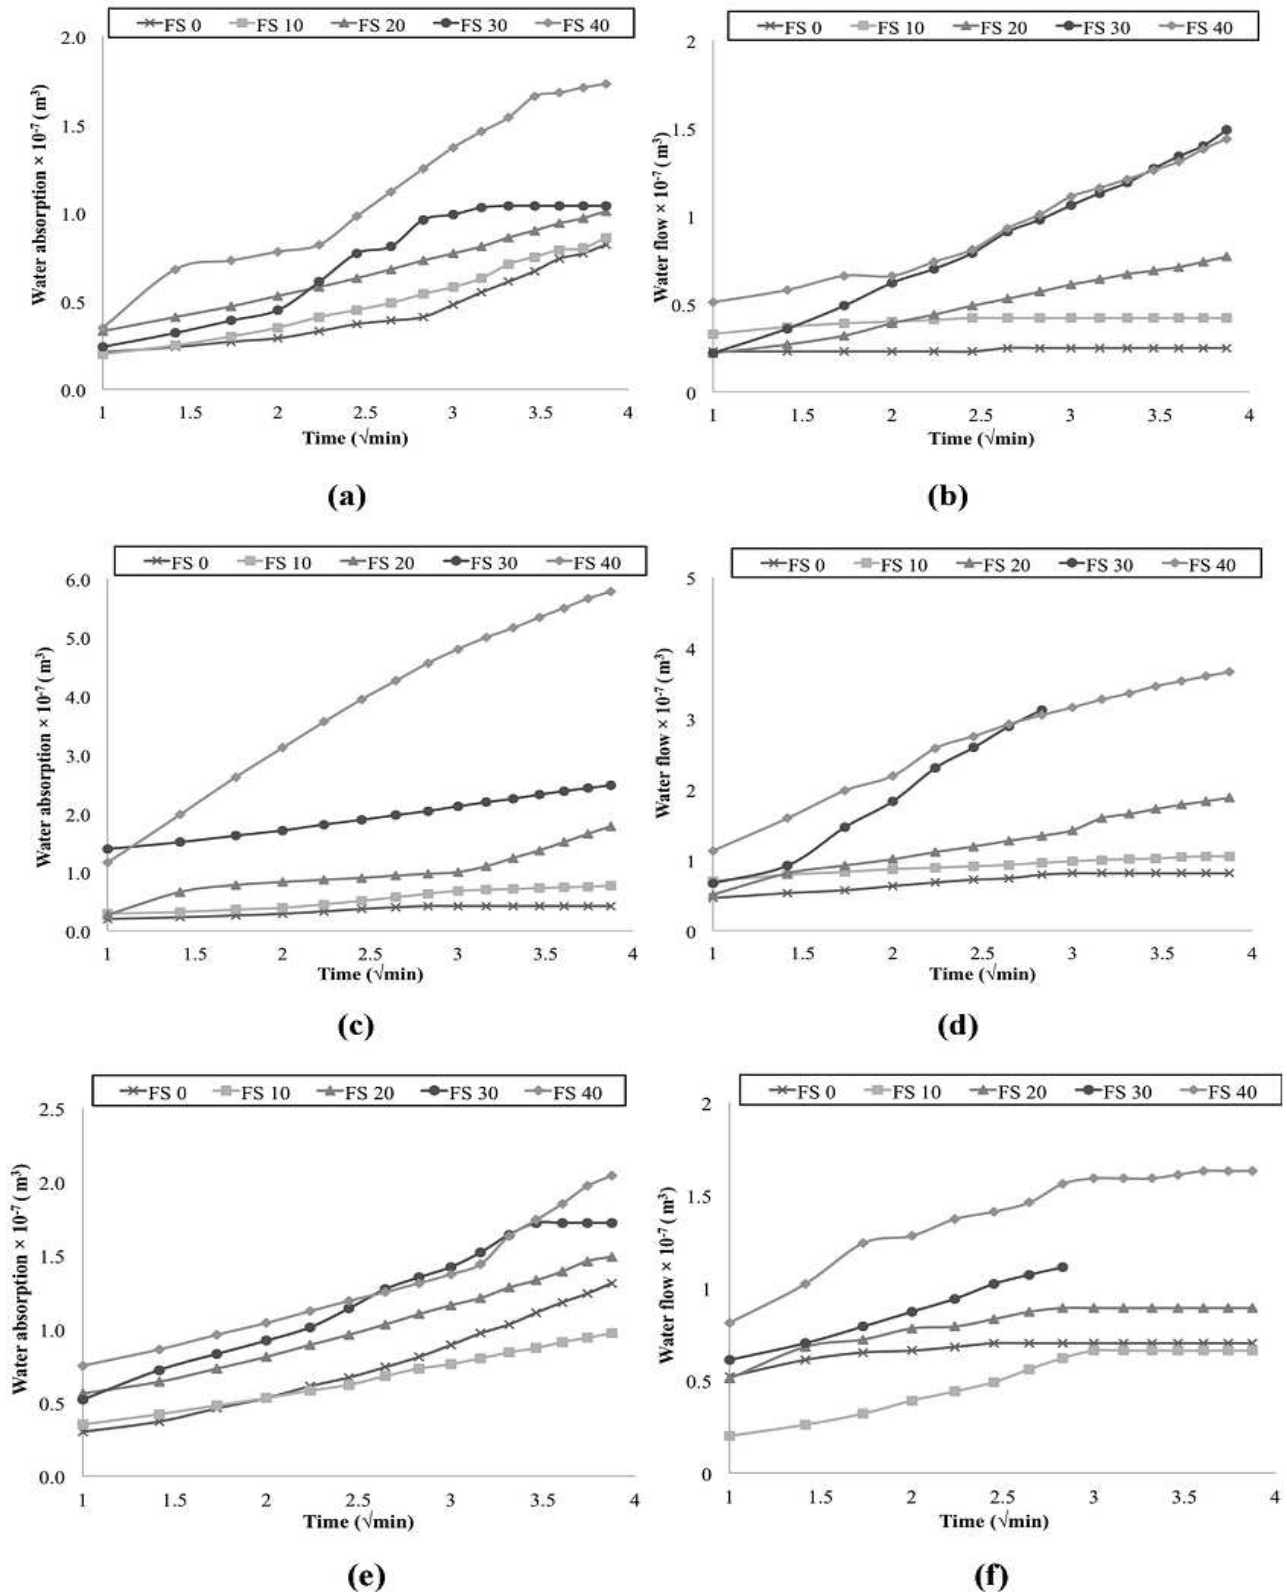 FS 0 FS 10 FS 20 FS 30 FS 40
2.0
1.5
1.0
0.5
0.0
Water absorption × 10⁻⁷ (m³)
1 1.5 2 2.5 3 3.5 4
Time (√min)
(a)
FS 0 FS 10 FS 20 FS 30 FS 40
2
1.5
1
0.5
0
Water flow × 10⁻⁷ (m³)
1 1.5 2 2.5 3 3.5 4
Time (√min)
(b)
FS 0 FS 10 FS 20 FS 30 FS 40
6.0
5.0
4.0
3.0
2.0
1.0
0.0
Water absorption × 10⁻⁷ (m³)
1 1.5 2 2.5 3 3.5 4
Time (√min)
(c)
FS 0 FS 10 FS 20 FS 30 FS 40
5
4
3
2
1
0
Water flow × 10⁻⁷ (m³)
1 1.5 2 2.5 3 3.5 4
Time (√min)
(d)
FS 0 FS 10 FS 20 FS 30 FS 40
2.5
2.0
1.5
1.0
0.5
0.0
Water absorption × 10⁻⁷ (m³)
1 1.5 2 2.5 3 3.5 4
Time (√min)
(e)
FS 0 FS 10 FS 20 FS 30 FS 40
2
1.5
1
0.5
0
Water flow × 10⁻⁷ (m³)
1 1.5 2 2.5 3 3.5 4
Time (√min)
(f)